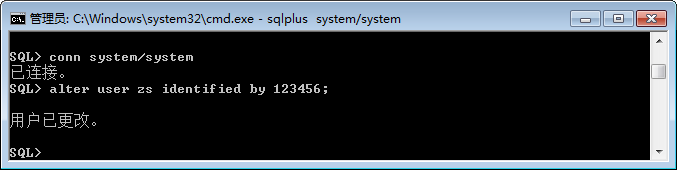 管理员: C:\Windows\system32\cmd.exe - sqlplus  system/system
SQL> conn system/system
已连接。
SQL> alter user zs identified by 123456;
用户已更改。
SQL>